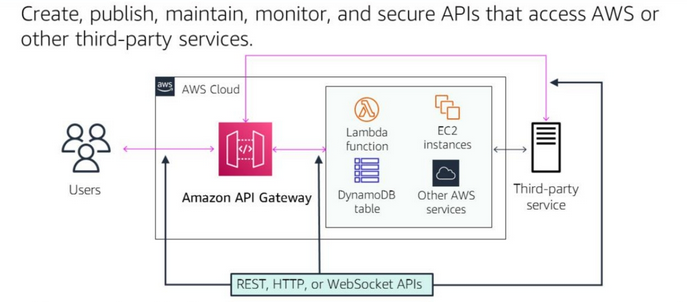 Create, publish, maintain, monitor, and secure APIs that access AWS or
other third-party services.
aws
AWS Cloud
Users
</>
Amazon API Gateway
Lambda
function
EC2
instances
DynamoDB
table
Other AWS
services
Third-party
service
REST, HTTP, or WebSocket APIs